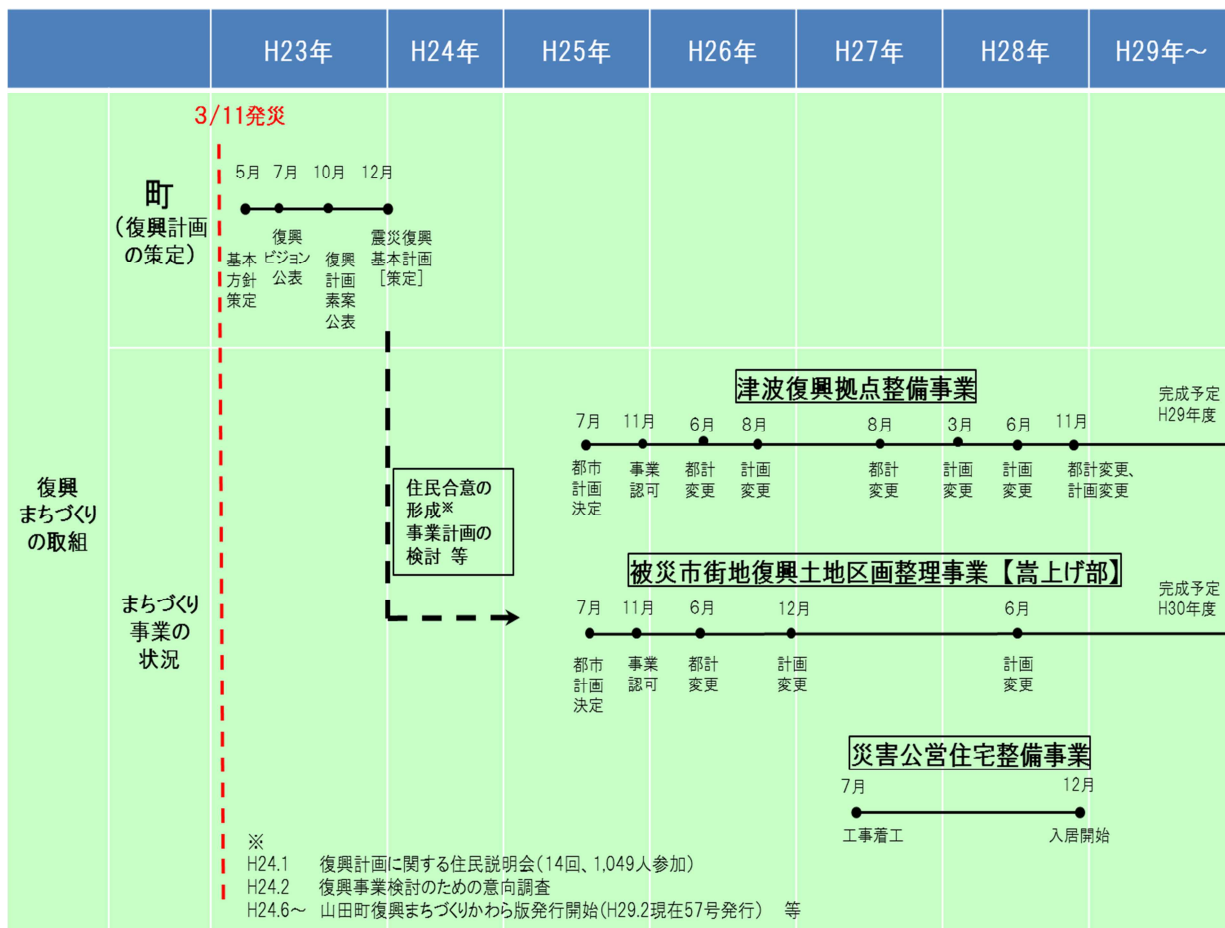 H23年 H24年 H25年 H26年 H27年 H28年 H29年～
3/11発災
町
（復興計画
の策定）
5月 7月 10月 12月
基本
方針
策定
復興
ビジョン
公表
復興
計画
素案
公表
震災復興
基本計画
［策定］
復興
まちづくり
の取組
まちづくり
事業の
状況
住民合意の
形成※
事業計画の
検討 等
津波復興拠点整備事業
完成予定
H29年度
7月 11月 6月 8月 8月 3月 6月 11月
都市
計画
決定
事業
認可
都計
変更
計画
変更
都計
変更
計画
変更
計画
変更
都計変更、
計画変更
被災市街地復興土地区画整理事業【嵩上げ部】
完成予定
H30年度
7月 11月 6月 12月 6月
都市
計画
決定
事業
認可
都計
変更
計画
変更
計画
変更
災害公営住宅整備事業
7月 12月
工事着工 入居開始
※
H24.1 復興計画に関する住民説明会(14回、1,049人参加)
H24.2 復興事業検討のための意向調査
H24.6～ 山田町復興まちづくりかわら版発行開始(H29.2現在57号発行) 等